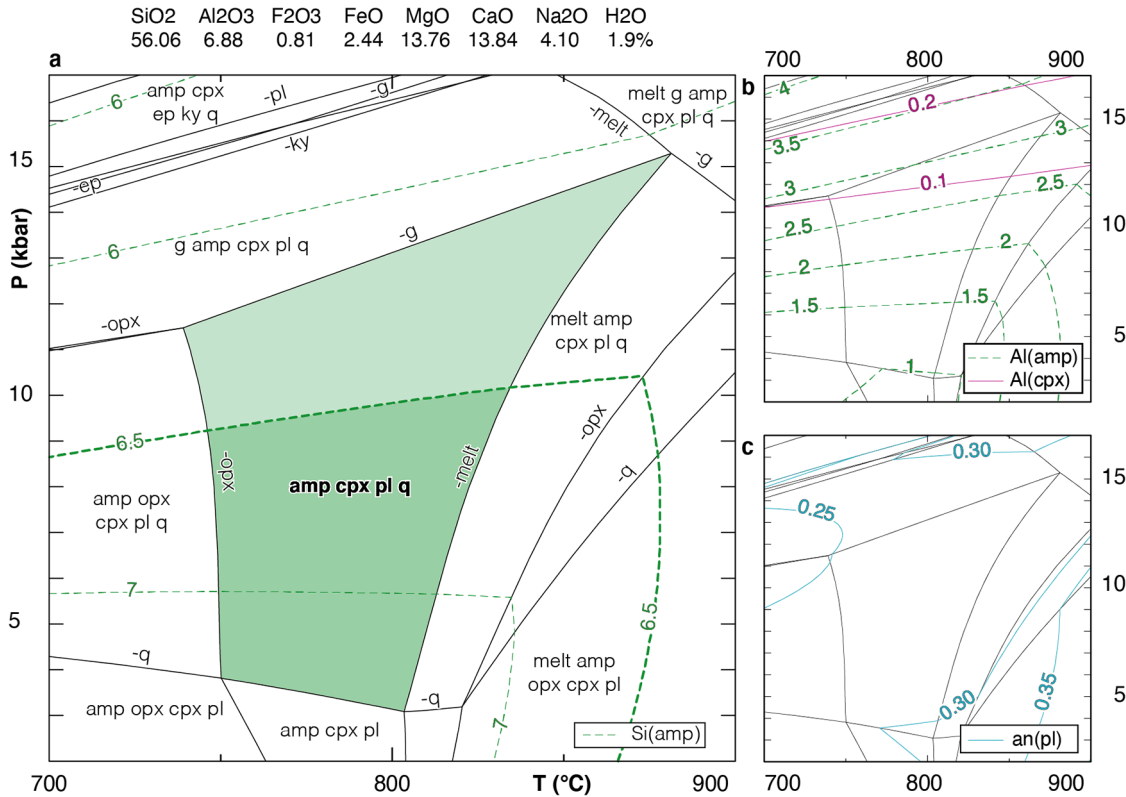 SiO2 Al2O3 F2O3 FeO MgO CaO Na2O H2O
56.06 6.88 0.81 2.44 13.76 13.84 4.10 1.9%
a
6
amp cpx
ep ky q
-pl
-g
-ky
-ep
-melt
melt g amp
cpx pl q
-g
15
6
g amp cpx pl q
-g
P (kbar)
-opx
melt amp
cpx pl q
10
6.5
-opx
-opx
-melt
-q
amp cpx pl q
amp opx
cpx pl q
7
5
6.5
-q
melt amp
opx cpx pl
-q
amp opx cpx pl
amp cpx pl
7
Si(amp)
700 800 T (°C) 900
700 800 900
b
4
0.2
15
3.5
3
3
0.1
2.5
2.5
10
2
2
1.5
1.5
5
1
Al(amp)
Al(cpx)
c
0.30
15
0.25
10
0.30
0.35
5
an(pl)
700 800 900